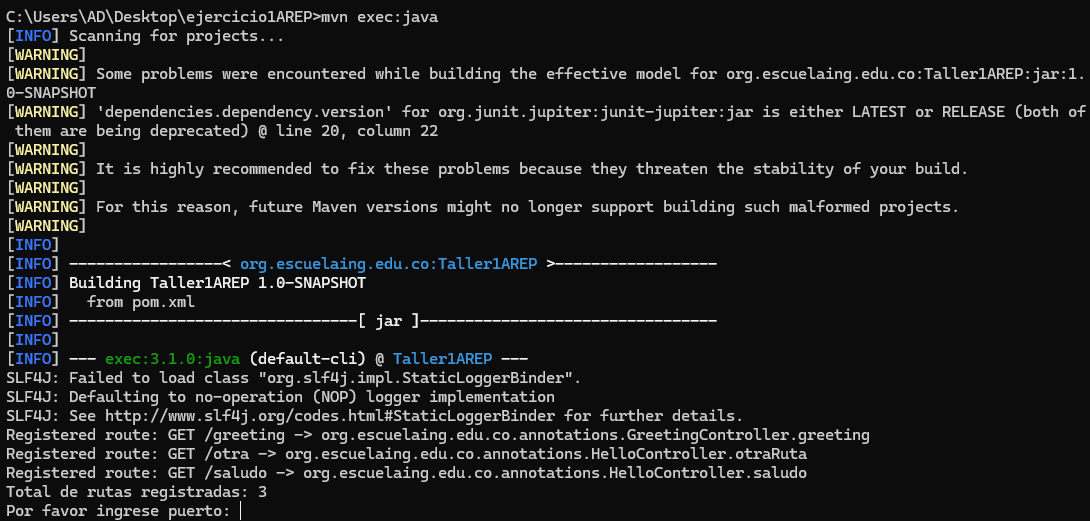 C:\Users\AD\Desktop\ejercicio1AREP>mvn exec:java
[INFO] Scanning for projects...
[WARNING]
[WARNING] Some problems were encountered while building the effective model for org.escuelaing.edu.co:Taller1AREP:jar:1.
0-SNAPSHOT
[WARNING] 'dependencies.dependency.version' for org.junit.jupiter:junit-jupiter:jar is either LATEST or RELEASE (both of
 them are being deprecated) @ line 20, column 22
[WARNING]
[WARNING] It is highly recommended to fix these problems because they threaten the stability of your build.
[WARNING]
[WARNING] For this reason, future Maven versions might no longer support building such malformed projects.
[WARNING]
[INFO]
[INFO] -----------------< org.escuelaing.edu.co:Taller1AREP >------------------
[INFO] Building Taller1AREP 1.0-SNAPSHOT
[INFO]   from pom.xml
[INFO] --------------------------------[ jar ]---------------------------------
[INFO]
[INFO] --- exec:3.1.0:java (default-cli) @ Taller1AREP ---
SLF4J: Failed to load class "org.slf4j.impl.StaticLoggerBinder".
SLF4J: Defaulting to no-operation (NOP) logger implementation
SLF4J: See http://www.slf4j.org/codes.html#StaticLoggerBinder for further details.
Registered route: GET /greeting -> org.escuelaing.edu.co.annotations.GreetingController.greeting
Registered route: GET /otra -> org.escuelaing.edu.co.annotations.HelloController.otraRuta
Registered route: GET /saludo -> org.escuelaing.edu.co.annotations.HelloController.saludo
Total de rutas registradas: 3
Por favor ingrese puerto: